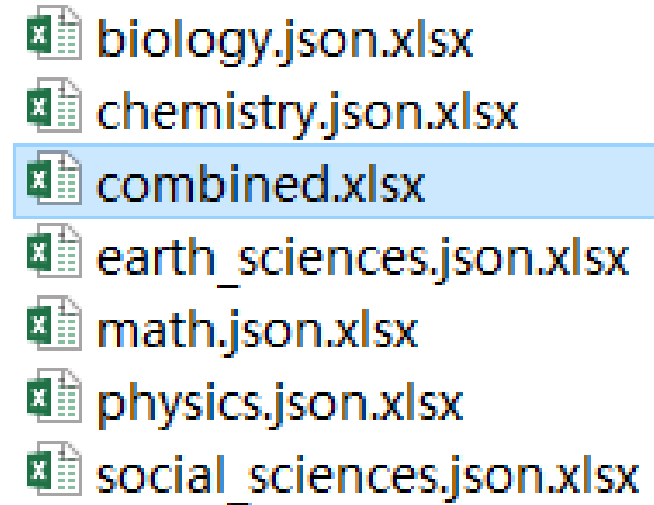 biology.json.xlsx
chemistry.json.xlsx
combined.xlsx
earth_sciences.json.xlsx
math.json.xlsx
physics.json.xlsx
social_sciences.json.xlsx